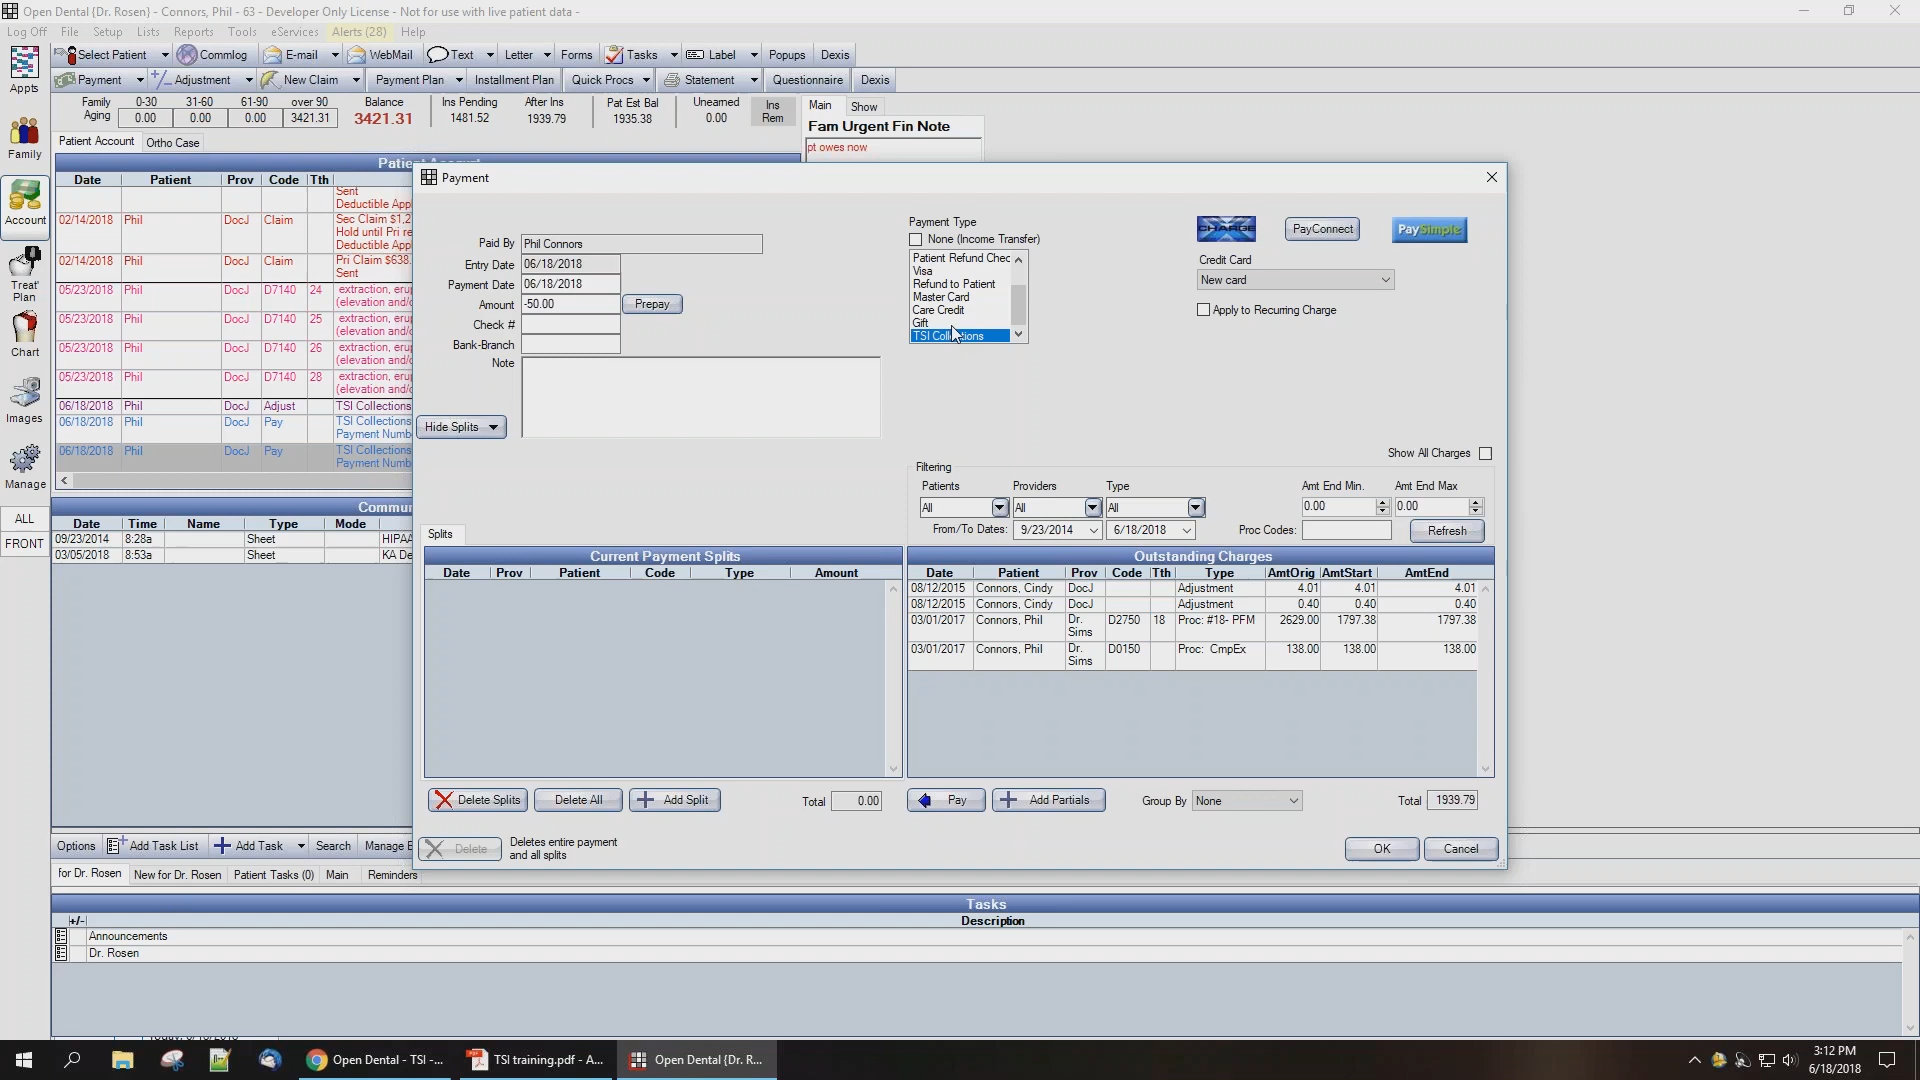 Open Dental {Dr. Rosen} - Connors, Phil - 63 - Developer Only License - Not for use with live patient data -
Log Off File Setup Lists Reports Tools eServices Alerts (28) Help
Select Patient Commlog E-mail WebMail Text Letter Forms Tasks Label Popups Dexis
Payment Adjustment New Claim Payment Plan Installment Plan Quick Procs Statement Questionnaire Dexis
Appts
Family
Account
Treat'
Plan
Chart
Images
Manage
ALL
FRONT
Family 0-30 31-60 61-90 over 90 Balance Ins Pending After Ins Pat Est Bal Unearned Ins
Aging 0.00 0.00 0.00 3421.31 3421.31 1481.52 1939.79 1935.38 0.00 Rem
Main Show
Fam Urgent Fin Note
pt owes now
Patient Account Ortho Case
Date Patient Prov Code Tth
Sent
Deductible Appl
02/14/2018 Phil DocJ Claim Sec Claim $1,2
Hold until Pri re
Deductible Appl
02/14/2018 Phil DocJ Claim Pri Claim $638.
Sent
05/23/2018 Phil DocJ D7140 24 extraction, eru
(elevation and/o
05/23/2018 Phil DocJ D7140 25 extraction, eru
(elevation and/o
05/23/2018 Phil DocJ D7140 26 extraction, eru
(elevation and/o
05/23/2018 Phil DocJ D7140 28 extraction, eru
(elevation and/o
06/18/2018 Phil DocJ Adjust TSI Collections
06/18/2018 Phil DocJ Pay TSI Collections
Payment Numb
06/18/2018 Phil DocJ Pay TSI Collections
Payment Numb
Commun
Date Time Name Type Mode
09/23/2014 8:28a Sheet HIPAA
03/05/2018 8:53a Sheet KA De
Payment
Paid By Phil Connors
Entry Date 06/18/2018
Payment Date 06/18/2018
Amount -50.00 Prepay
Check #
Bank-Branch
Note
Hide Splits
Payment Type
None (Income Transfer)
Patient Refund Chec
Visa
Refund to Patient
Master Card
Care Credit
Gift
TSI Collections
CHARGE PayConnect PaySimple
Credit Card
New card
Apply to Recurring Charge
Show All Charges
Filtering
Patients Providers Type Amt End Min. Amt End Max
All All All 0.00 0.00
From/To Dates: 9/23/2014 6/18/2018 Proc Codes: Refresh
Splits
Current Payment Splits
Date Prov Patient Code Type Amount
Outstanding Charges
Date Patient Prov Code Tth Type AmtOrig AmtStart AmtEnd
08/12/2015 Connors, Cindy DocJ Adjustment 4.01 4.01 4.01
08/12/2015 Connors, Cindy DocJ Adjustment 0.40 0.40 0.40
03/01/2017 Connors, Phil Dr. D2750 18 Proc: #18- PFM 2629.00 1797.38 1797.38
Sims
03/01/2017 Connors, Phil Dr. D0150 Proc: CmpEx 138.00 138.00 138.00
Sims
Delete Splits Delete All Add Split Total 0.00 Pay Add Partials Group By None Total 1939.79
Delete Deletes entire payment
and all splits
OK Cancel
Options Add Task List Add Task Search Manage B
for Dr. Rosen New for Dr. Rosen Patient Tasks (0) Main Reminders
Tasks
+/- Description
Announcements
Dr. Rosen
Open Dental - TSI -... TSI training.pdf - A... Open Dental {Dr. R...
3:12 PM
6/18/2018